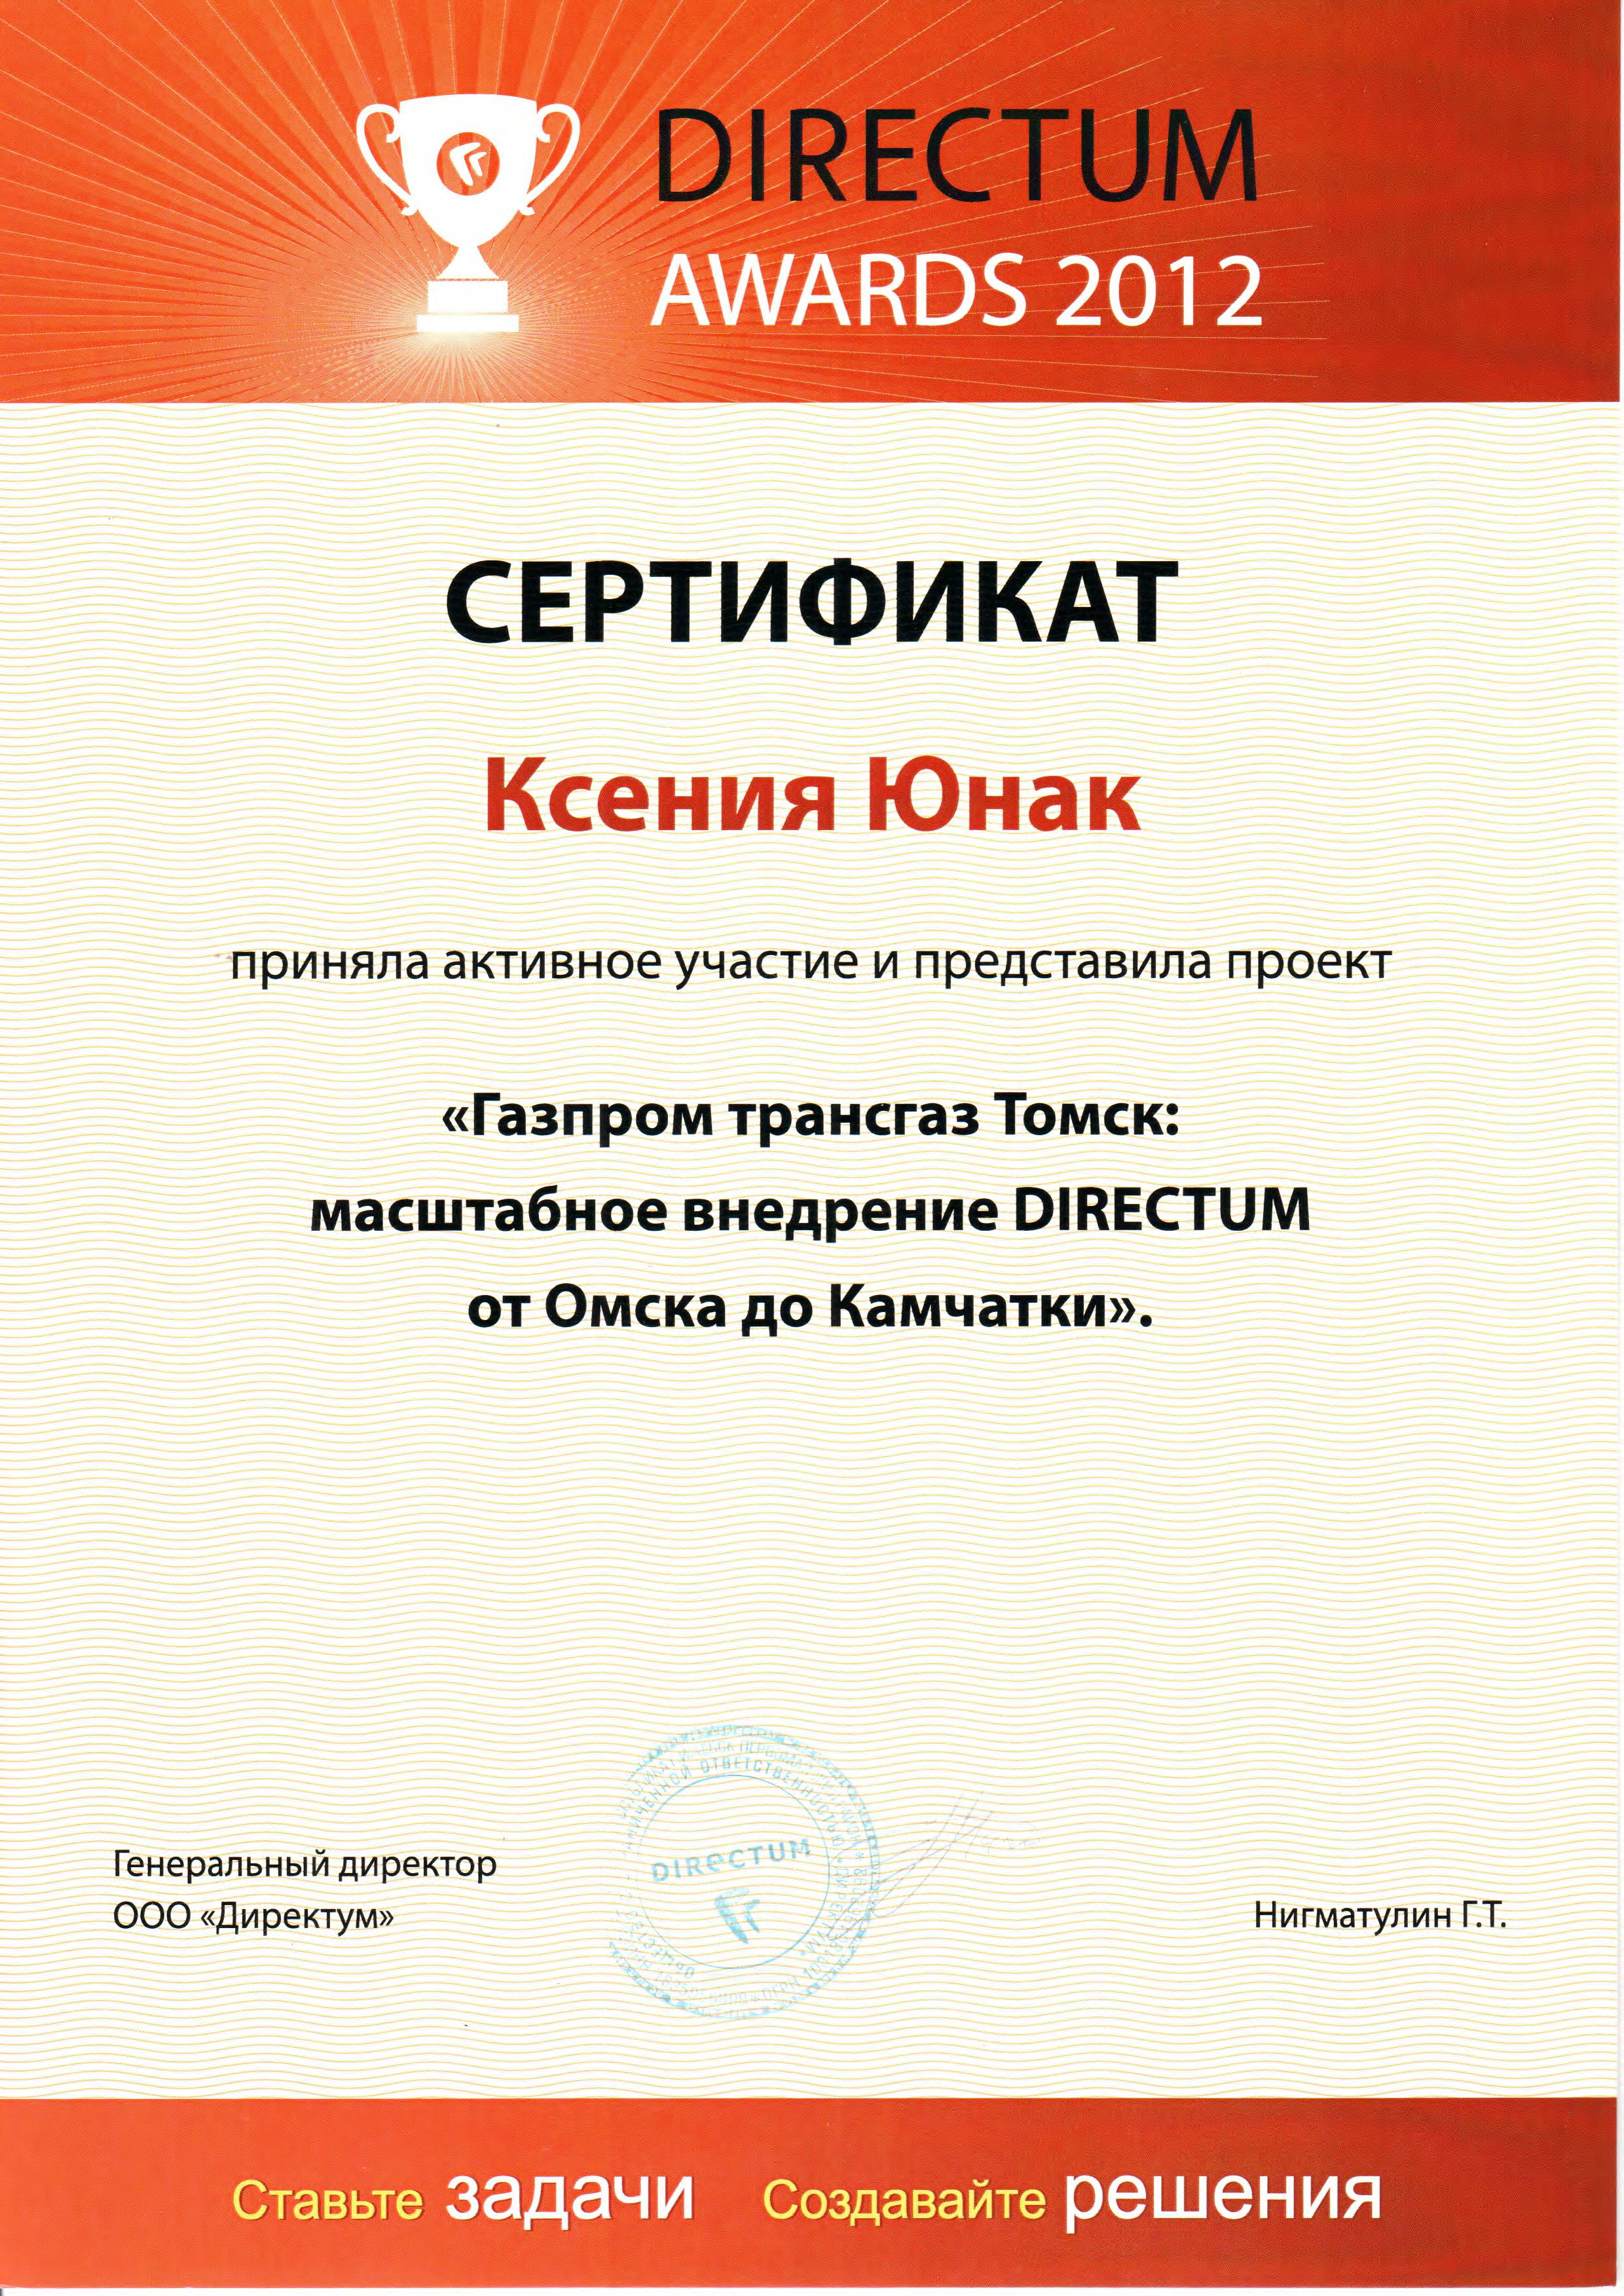 DIRECTUM
AWARDS 2012
СЕРТИФИКАТ
Ксения Юнак
приняла активное участие и представила проект
«Газпром трансгаз Томск:
масштабное внедрение DIRECTUM
от Омска до Камчатки».
ОТВЕТСТВЕННОСТЬЮ
DIRECTUM
Генеральный директор
ООО «Директум»
Нигматулин Г.Т.
Ставьте задачи Создавайте решения